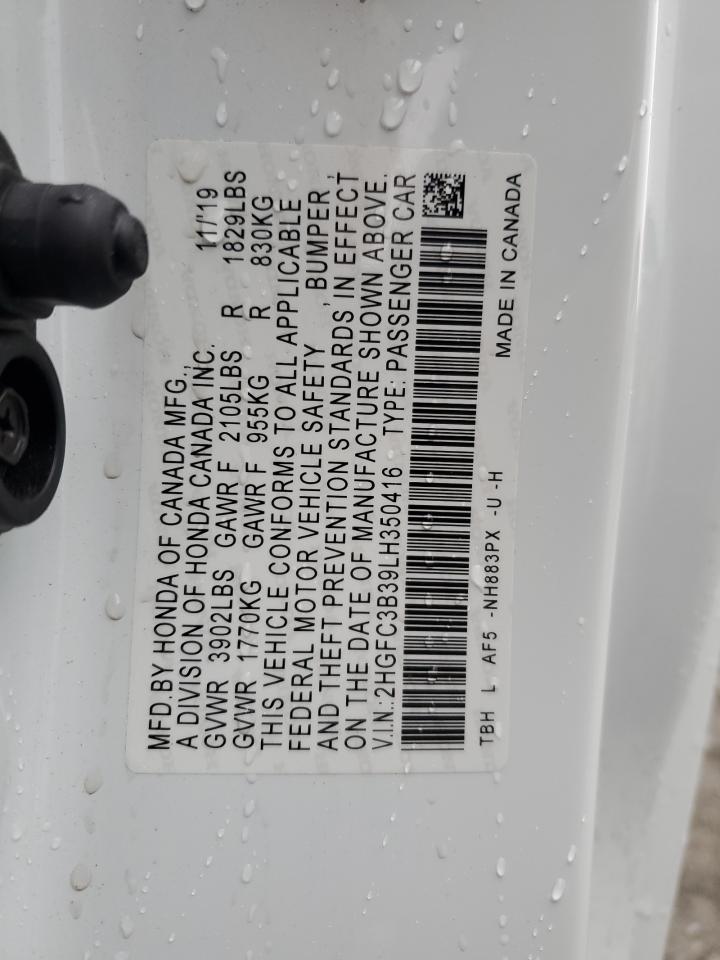 MFD.BY HONDA OF CANADA MFG., 11/'19
A DIVISION OF HONDA CANADA INC.
GVWR 3902LBS GAWR F 2105LBS R 1829LBS
GVWR 1770KG GAWR F 955KG R 830KG
THIS VEHICLE CONFORMS TO ALL APPLICABLE
FEDERAL MOTOR VEHICLE SAFETY, BUMPER,
AND THEFT PREVENTION STANDARDS IN EFFECT
ON THE DATE OF MANUFACTURE SHOWN ABOVE.
V.I.N.:2HGFC3B39LH350416 TYPE: PASSENGER CAR
TBH L AF5 -NH883PX -U -H MADE IN CANADA